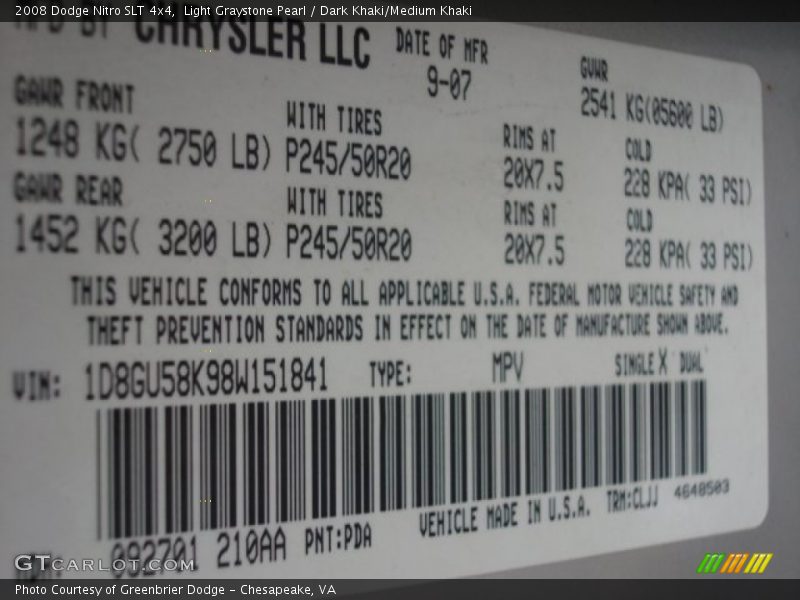 2008 Dodge Nitro SLT 4x4, Light Graystone Pearl / Dark Khaki/Medium Khaki
MFD BY CHRYSLER LLC DATE OF MFR GVWR
9-07 2541 KG(05600 LB)
GAWR FRONT WITH TIRES RIMS AT COLD
1248 KG( 2750 LB) P245/50R20 20X7.5 228 KPA( 33 PSI)
GAWR REAR WITH TIRES RIMS AT COLD
1452 KG( 3200 LB) P245/50R20 20X7.5 228 KPA( 33 PSI)
THIS VEHICLE CONFORMS TO ALL APPLICABLE U.S.A. FEDERAL MOTOR VEHICLE SAFETY AND
THEFT PREVENTION STANDARDS IN EFFECT ON THE DATE OF MANUFACTURE SHOWN ABOVE.
VIN: 1D8GU58K98W151841 TYPE: MPV SINGLE X DUAL
VEHICLE MADE IN U.S.A. TRM:CLJJ 4648503
MDH: 092701 210AA PNT:PDA
GTCARLOT.COM
Photo Courtesy of Greenbrier Dodge – Chesapeake, VA